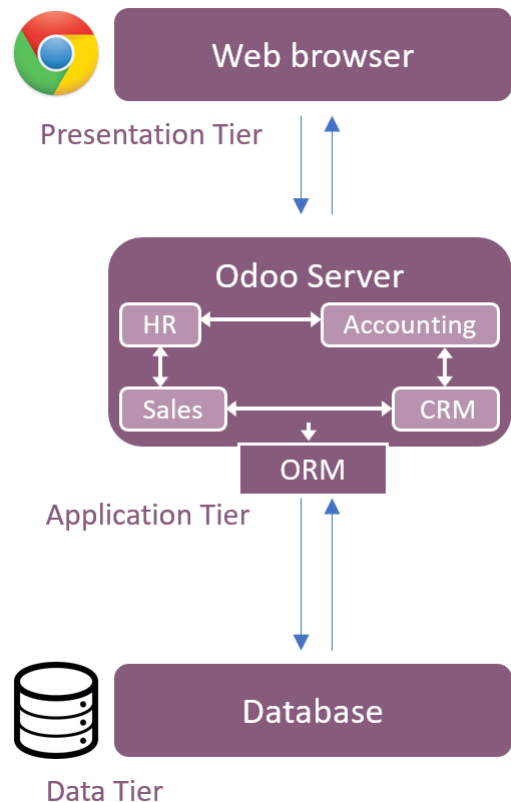 Web browser
Presentation Tier
Odoo Server
HR
Accounting
Sales
CRM
ORM
Application Tier
Database
Data Tier